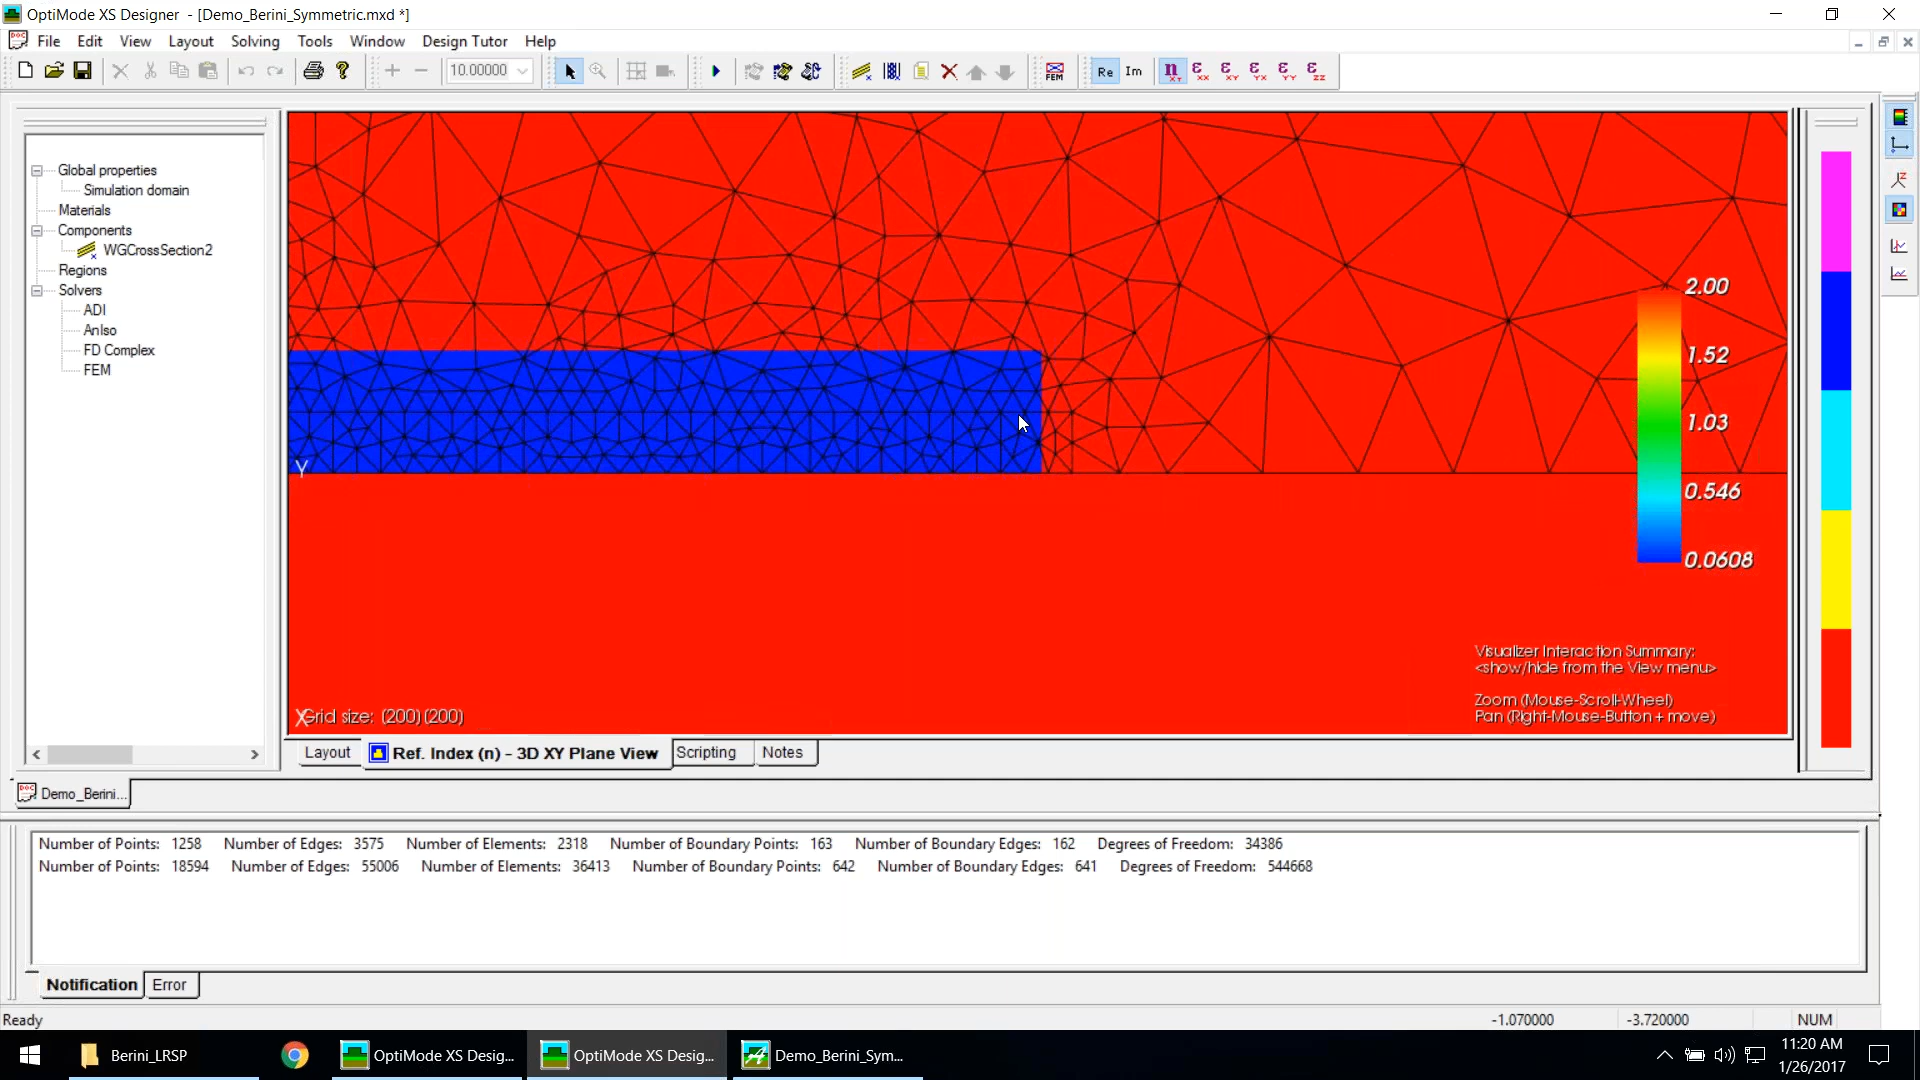 OptiMode XS Designer - [Demo_Berini_Symmetric.mxd *]
File Edit View Layout Solving Tools Window Design Tutor Help
10.00000 FEM Re Im n XY ε XX ε XY ε YX ε YY ε ZZ
Global properties
Simulation domain
Materials
Components
WGCrossSection2
Regions
Solvers
ADI
AnIso
FD Complex
FEM
Y
2.00
1.52
1.03
0.546
0.0608
Visualizer Interaction Summary:
<show/hide from the View menu>
Zoom (Mouse-Scroll-Wheel)
Pan (Right-Mouse-Button + move)
X Grid size: (200)(200)
Layout Ref. Index (n) - 3D XY Plane View Scripting Notes
Demo_Berini...
Number of Points: 1258 Number of Edges: 3575 Number of Elements: 2318 Number of Boundary Points: 163 Number of Boundary Edges: 162 Degrees of Freedom: 34386
Number of Points: 18594 Number of Edges: 55006 Number of Elements: 36413 Number of Boundary Points: 642 Number of Boundary Edges: 641 Degrees of Freedom: 544668
Notification Error
Ready -1.070000 -3.720000 NUM
Berini_LRSP OptiMode XS Desig... OptiMode XS Desig... Demo_Berini_Sym...
11:20 AM
1/26/2017